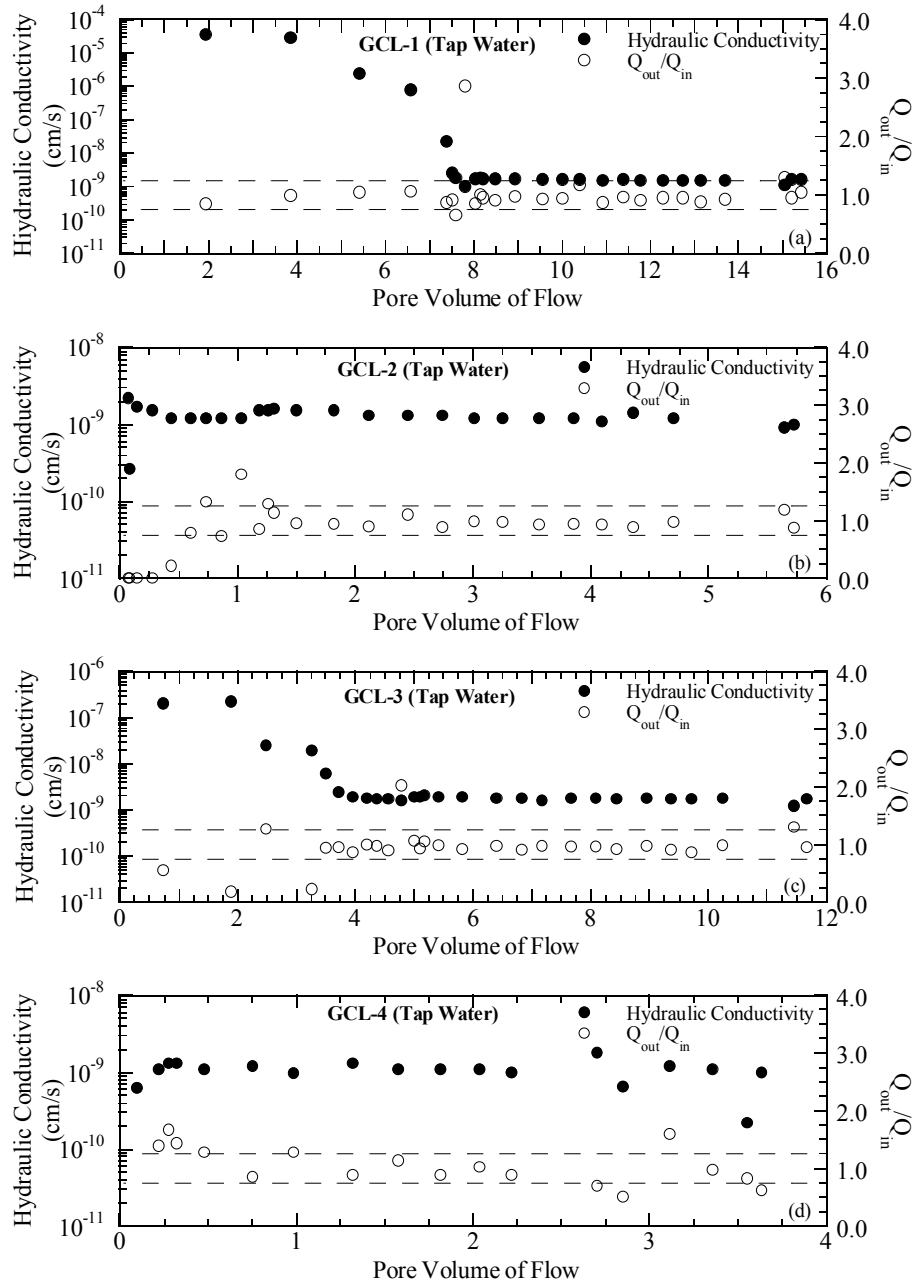 GCL-1 (Tap Water)
Hydraulic Conductivity
Q_out/Q_in
Hiydraulic Conductivity
(cm/s)
10^-4
10^-5
10^-6
10^-7
10^-8
10^-9
10^-10
10^-11
4.0
3.0
2.0
1.0
0.0
Q_out/Q_in
(a)
0 2 4 6 8 10 12 14 16
Pore Volume of Flow
GCL-2 (Tap Water)
Hydraulic Conductivity
Q_out/Q_in
Hydraulic Conductivity
(cm/s)
10^-8
10^-9
10^-10
10^-11
4.0
3.0
2.0
1.0
0.0
Q_out/Q_in
(b)
0 1 2 3 4 5 6
Pore Volume of Flow
GCL-3 (Tap Water)
Hydraulic Conductivity
Q_out/Q_in
Hydraulic Conductivity
(cm/s)
10^-6
10^-7
10^-8
10^-9
10^-10
10^-11
4.0
3.0
2.0
1.0
0.0
Q_out/Q_in
(c)
0 2 4 6 8 10 12
Pore Volume of Flow
GCL-4 (Tap Water)
Hydraulic Conductivity
Q_out/Q_in
Hydraulic Conductivity
(cm/s)
10^-8
10^-9
10^-10
10^-11
4.0
3.0
2.0
1.0
0.0
Q_out/Q_in
(d)
0 1 2 3 4
Pore Volume of Flow